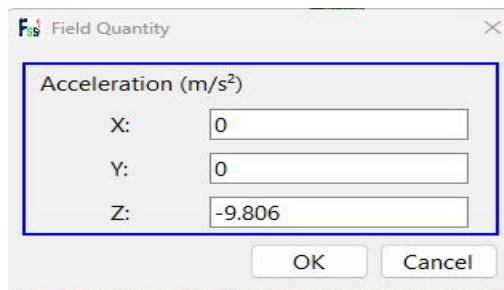 Fss Field Quantity
Acceleration (m/s²)
X: 0
Y: 0
Z: -9.806
OK Cancel